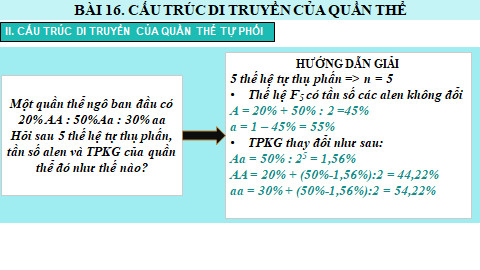 BÀI 16. CẤU TRÚC DI TRUYỀN CỦA QUẦN THỂ
II. CẤU TRÚC DI TRUYỀN CỦA QUẦN THỂ TỰ PHỐI
Một quần thể ngô ban đầu có
20% AA : 50%Aa : 30% aa
Hỏi sau 5 thế hệ tự thụ phấn,
tần số alen và TPKG của quần
thể đó như thế nào?
HƯỚNG DẪN GIẢI
5 thế hệ tự thụ phấn => n = 5
• Thế hệ F5 có tần số các alen không đổi
A = 20% + 50% : 2 =45%
a = 1 – 45% = 55%
• TPKG thay đổi như sau:
Aa = 50% : 2⁵ = 1,56%
AA = 20% + (50%-1,56%):2 = 44,22%
aa = 30% + (50%-1,56%):2 = 54,22%